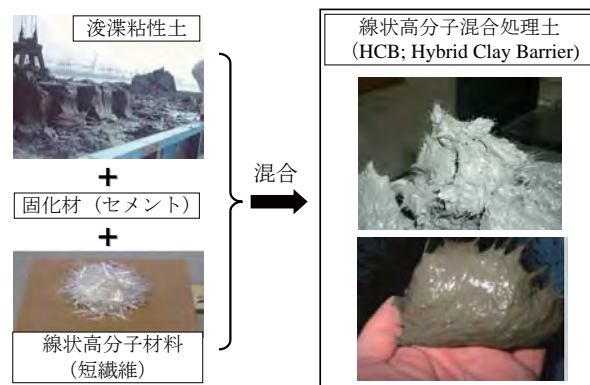 浚渫粘性土
+
固化材（セメント）
+
線状高分子材料
（短繊維）
混合
線状高分子混合処理土
（HCB; Hybrid Clay Barrier)